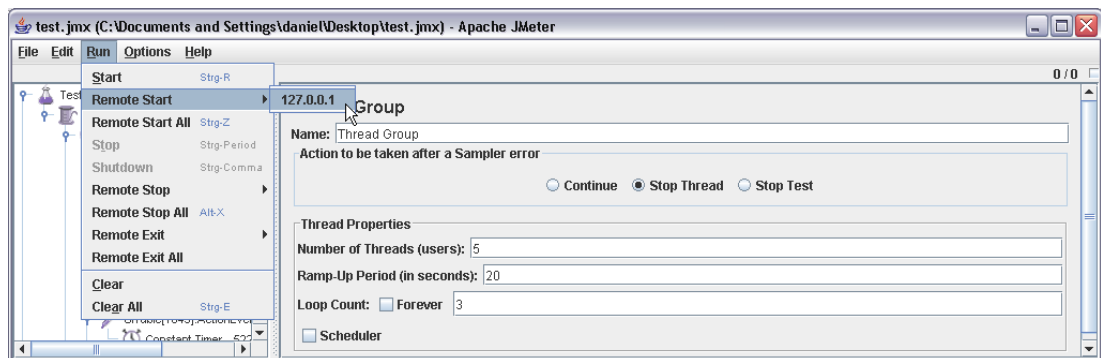 test.jmx (C:\Documents and Settings\daniel\Desktop\test.jmx) - Apache JMeter
File Edit Run Options Help
0 / 0
Start Strg-R
Remote Start
127.0.0.1
Remote Start All Strg-Z
Stop Strg-Period
Shutdown Strg-Comma
Remote Stop
Remote Stop All Alt-X
Remote Exit
Remote Exit All
Clear
Clear All Strg-E
Test
Constant Timer
Group
Name: Thread Group
Action to be taken after a Sampler error
Continue Stop Thread Stop Test
Thread Properties
Number of Threads (users): 5
Ramp-Up Period (in seconds): 20
Loop Count: Forever 3
Scheduler